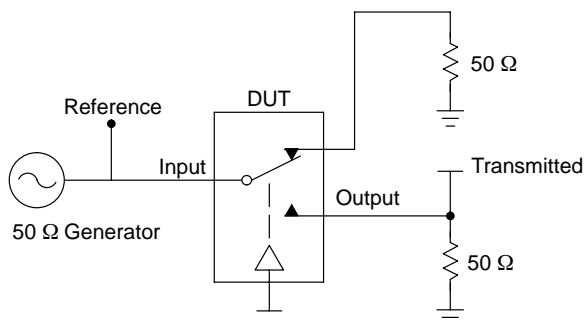 50 Ω
DUT
Reference
Transmitted
Input
Output
50 Ω Generator
50 Ω